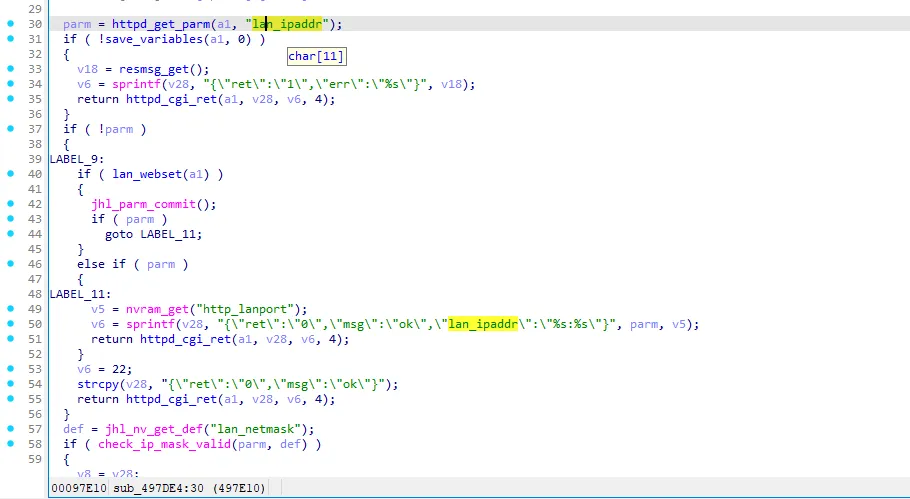 29
30 parm = httpd_get_parm(a1, "lan_ipaddr");
31 if ( !save_variables(a1, 0) )
32 {
char[11]
33 v18 = resmsg_get();
34 v6 = sprintf(v28, "{\"ret\":\"1\",\"err\":\"%s\"}", v18);
35 return httpd_cgi_ret(a1, v28, v6, 4);
36 }
37 if ( !parm )
38 {
39 LABEL_9:
40 if ( lan_webset(a1) )
41 {
42 jhl_parm_commit();
43 if ( parm )
44 goto LABEL_11;
45 }
46 else if ( parm )
47 {
48 LABEL_11:
49 v5 = nvram_get("http_lanport");
50 v6 = sprintf(v28, "{\"ret\":\"0\",\"msg\":\"ok\",\"lan_ipaddr\":\"%s:%s\"}", parm, v5);
51 return httpd_cgi_ret(a1, v28, v6, 4);
52 }
53 v6 = 22;
54 strcpy(v28, "{\"ret\":\"0\",\"msg\":\"ok\"}");
55 return httpd_cgi_ret(a1, v28, v6, 4);
56 }
57 def = jhl_nv_get_def("lan_netmask");
58 if ( check_ip_mask_valid(parm, def) )
59 {
v8 = v28;
00097E10 sub_497DE4:30 (497E10)